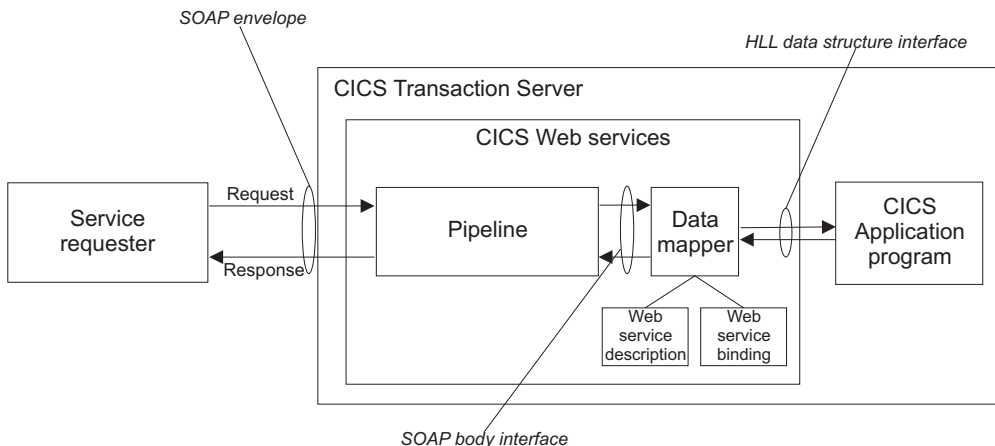 SOAP envelope
HLL data structure interface
CICS Transaction Server
CICS Web services
Service
requester
Request
Response
Pipeline
Data
mapper
CICS
Application
program
Web
service
description
Web
service
binding
SOAP body interface